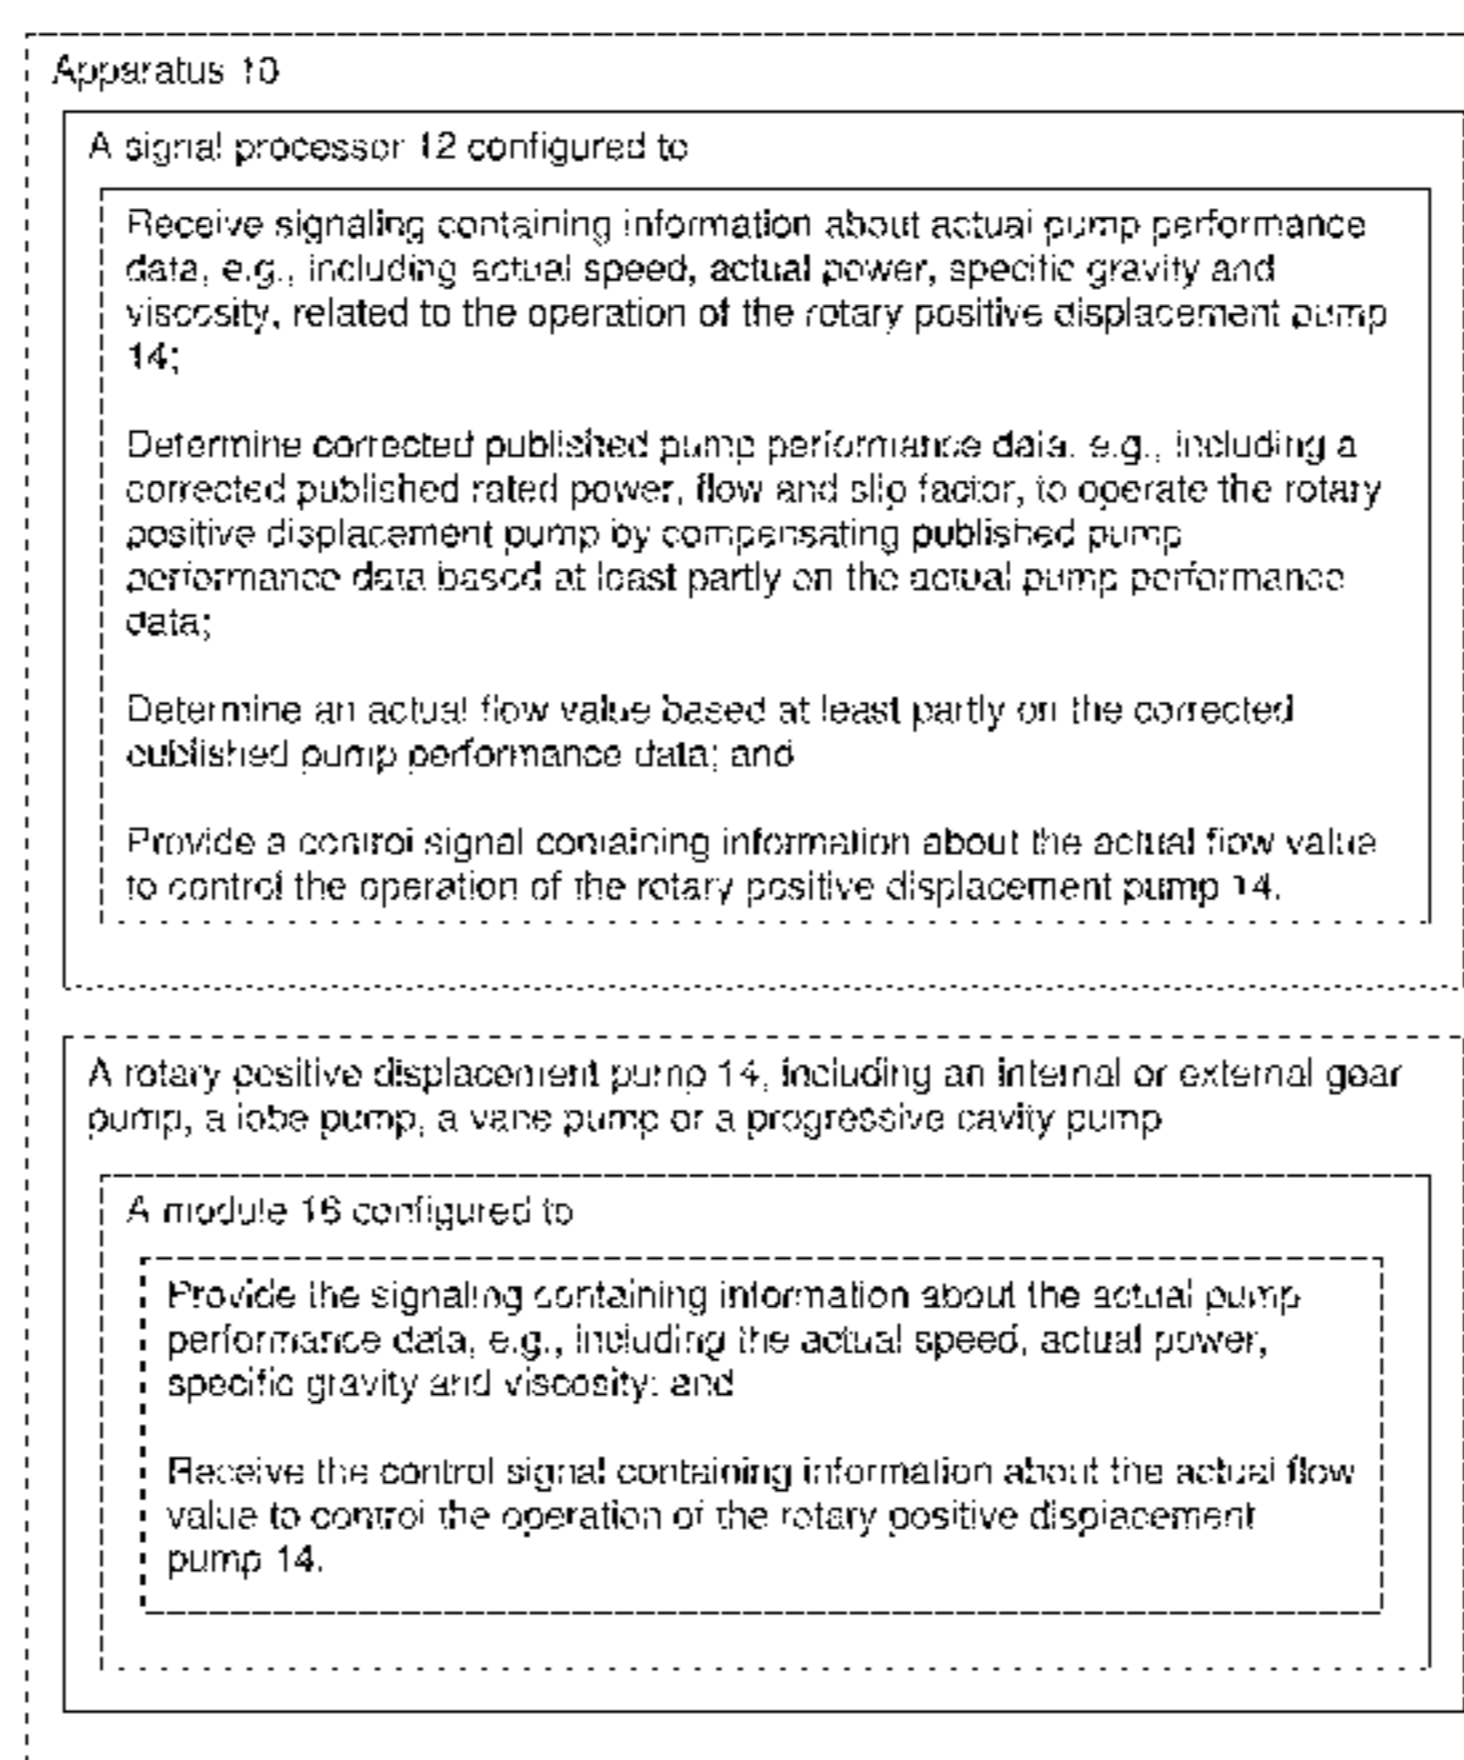 Apparatus 10
A signal processor 12 configured to
Receive signaling containing information about actual pump performance
data, e.g., including actual speed, actual power, specific gravity and
viscosity, related to the operation of the rotary positive displacement pump
14;
Determine corrected published pump performance data, e.g., including a
corrected published rated power, flow and slip factor, to operate the rotary
positive displacement pump by compensating published pump
performance data based at least partly on the actual pump performance
data;
Determine an actual flow value based at least partly on the corrected
published pump performance data; and
Provide a control signal containing information about the actual flow value
to control the operation of the rotary positive displacement pump 14.
A rotary positive displacement pump 14, including an internal or external gear
pump, a lobe pump, a vane pump or a progressive cavity pump
A module 16 configured to
Provide the signaling containing information about the actual pump
performance data, e.g., including the actual speed, actual power,
specific gravity and viscosity; and
Receive the control signal containing information about the actual flow
value to control the operation of the rotary positive displacement
pump 14.